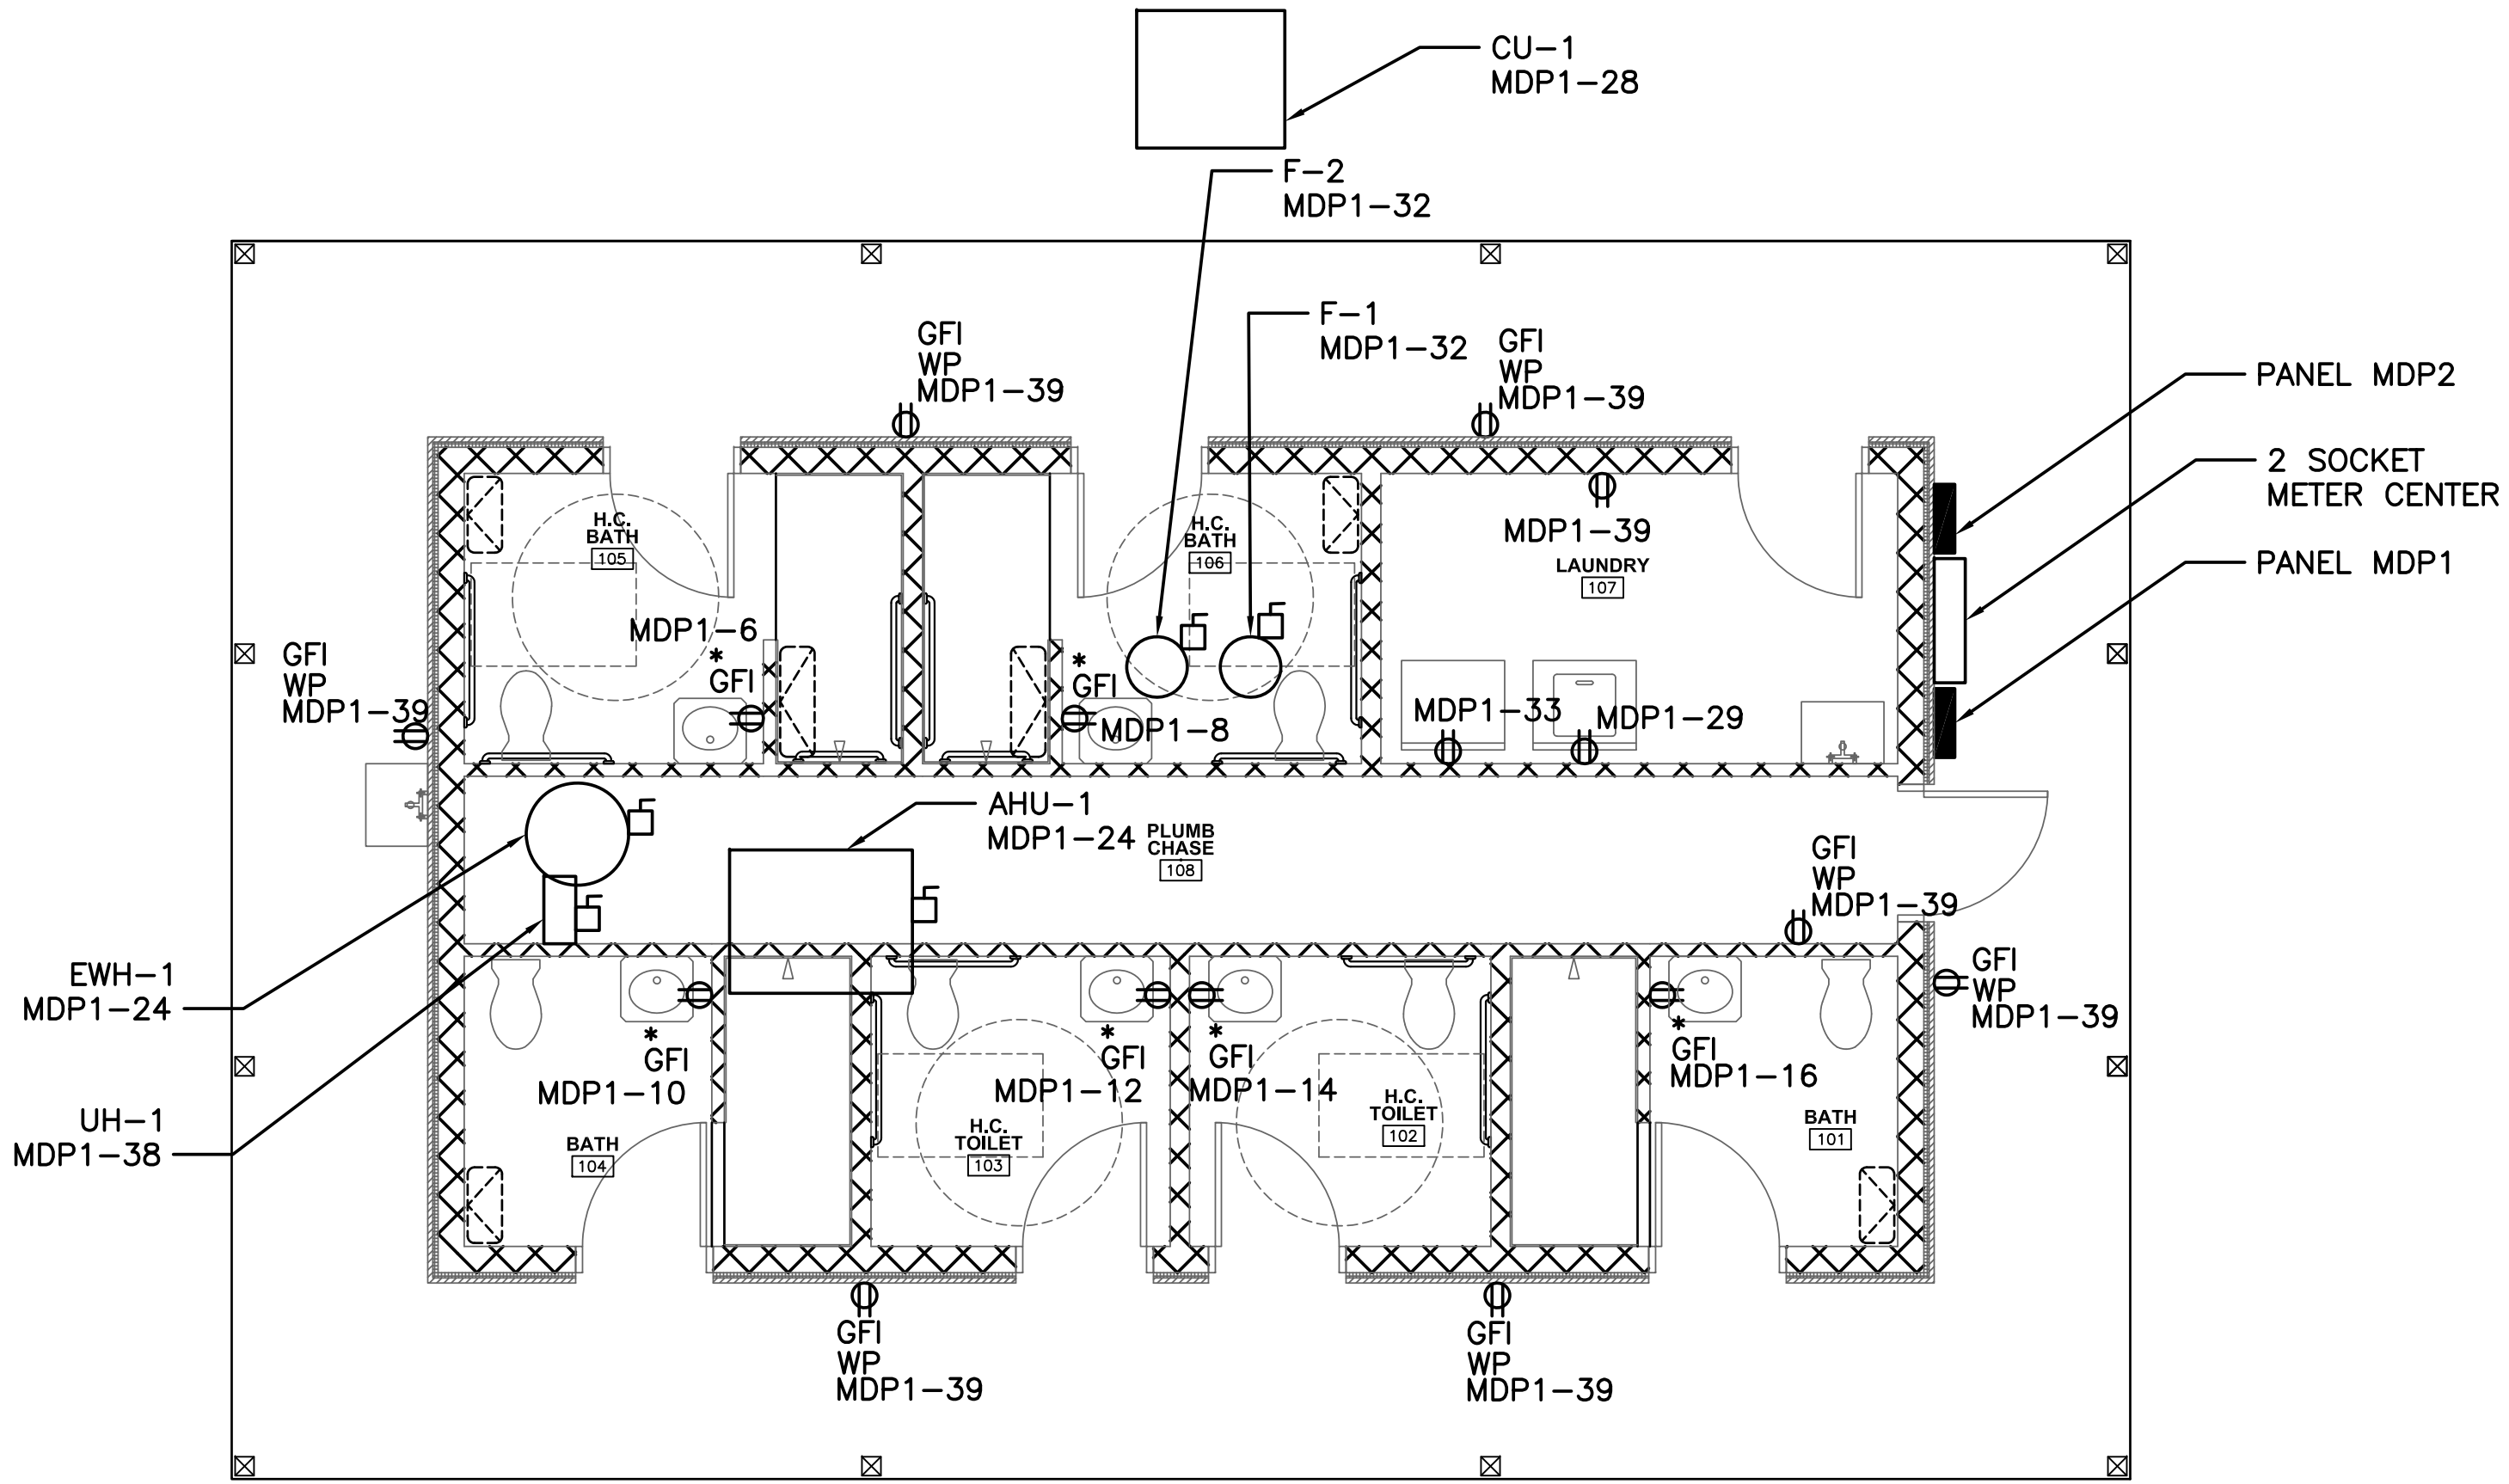 CU-1
MDP1-28
F-2
MDP1-32
F-1
MDP1-32
GFI
WP
MDP1-39
GFI
WP
MDP1-39
PANEL MDP2
2 SOCKET
METER CENTER
PANEL MDP1
H.C.
BATH
105
H.C.
BATH
106
MDP1-39
LAUNDRY
107
MDP1-6
*
GFI
*
GFI
MDP1-8
GFI
WP
MDP1-39
MDP1-33
MDP1-29
AHU-1
MDP1-24
PLUMB
CHASE
108
GFI
WP
MDP1-39
EWH-1
MDP1-24
GFI
WP
MDP1-39
*
GFI
MDP1-10
*
GFI
MDP1-12
*
GFI
MDP1-14
*
GFI
MDP1-16
UH-1
MDP1-38
BATH
104
H.C.
TOILET
103
H.C.
TOILET
102
BATH
101
GFI
WP
MDP1-39
GFI
WP
MDP1-39